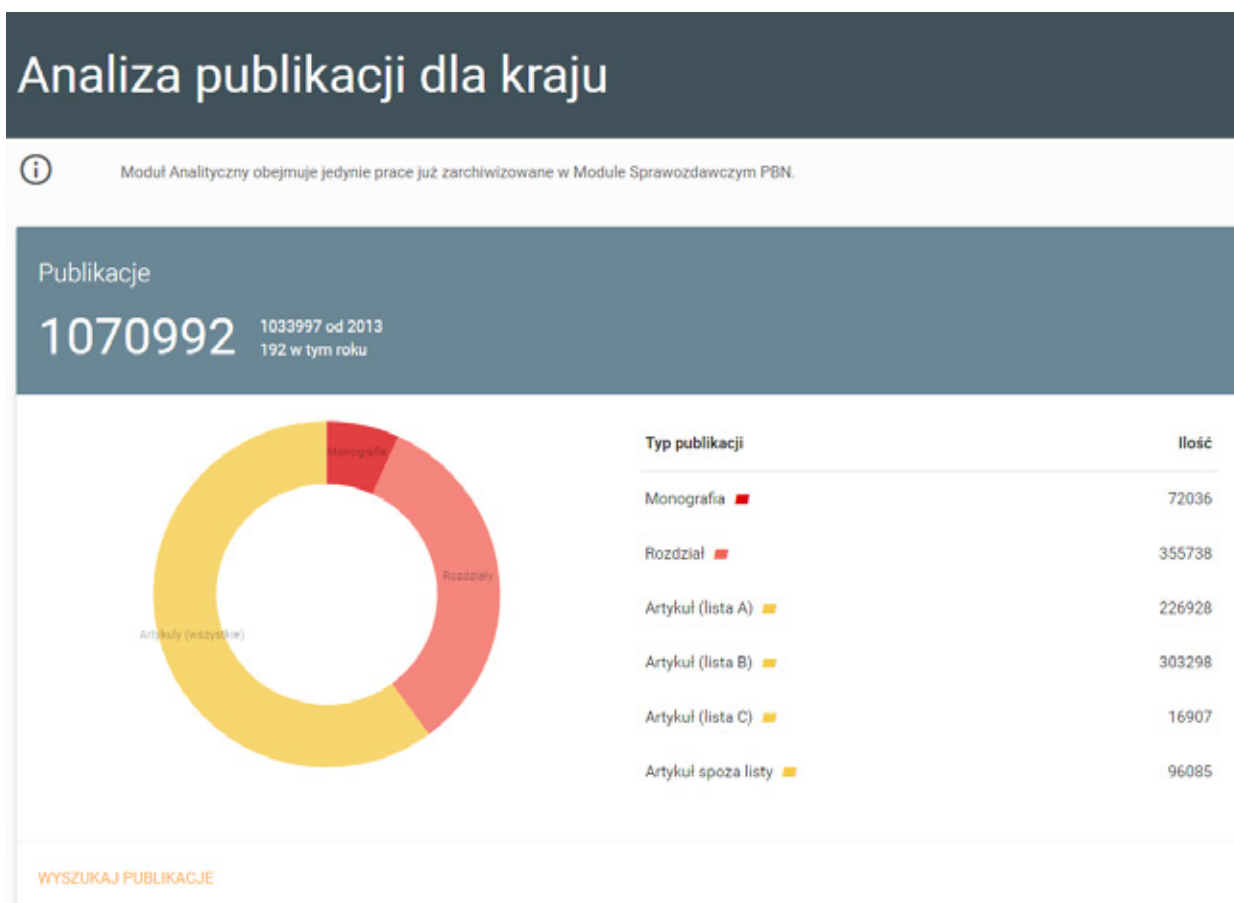 Analiza publikacji dla kraju
Moduł Analityczny obejmuje jedynie prace już zarchiwizowane w Module Sprawozdawczym PBN.
Publikacje
1070992
1033997 od 2013
192 w tym roku
Monografie
Rozdziały
Artykuły (wszystkie)
Typ publikacji Ilość
Monografia 72036
Rozdział 355738
Artykuł (lista A) 226928
Artykuł (lista B) 303298
Artykuł (lista C) 16907
Artykuł spoza listy 96085
WYSZUKAJ PUBLIKACJE